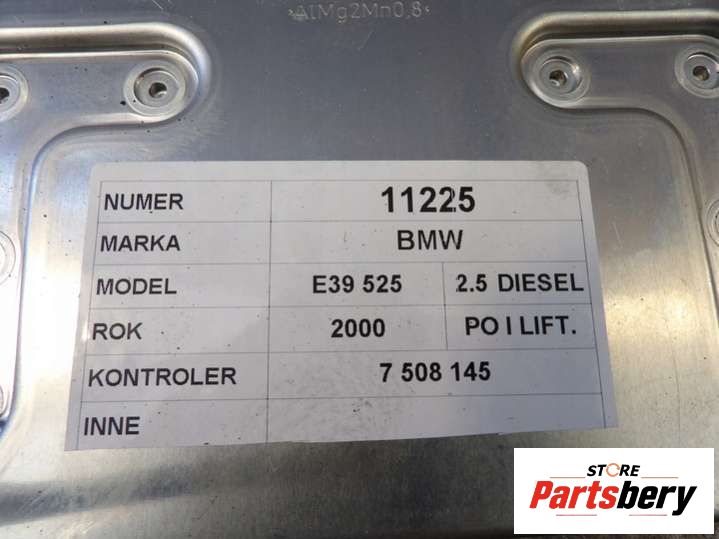 ›AlMg2Mn0,8‹
NUMER 11225
MARKA BMW
MODEL E39 525 2.5 DIESEL
ROK 2000 PO I LIFT.
KONTROLER 7 508 145
INNE
STORE
Partsbery